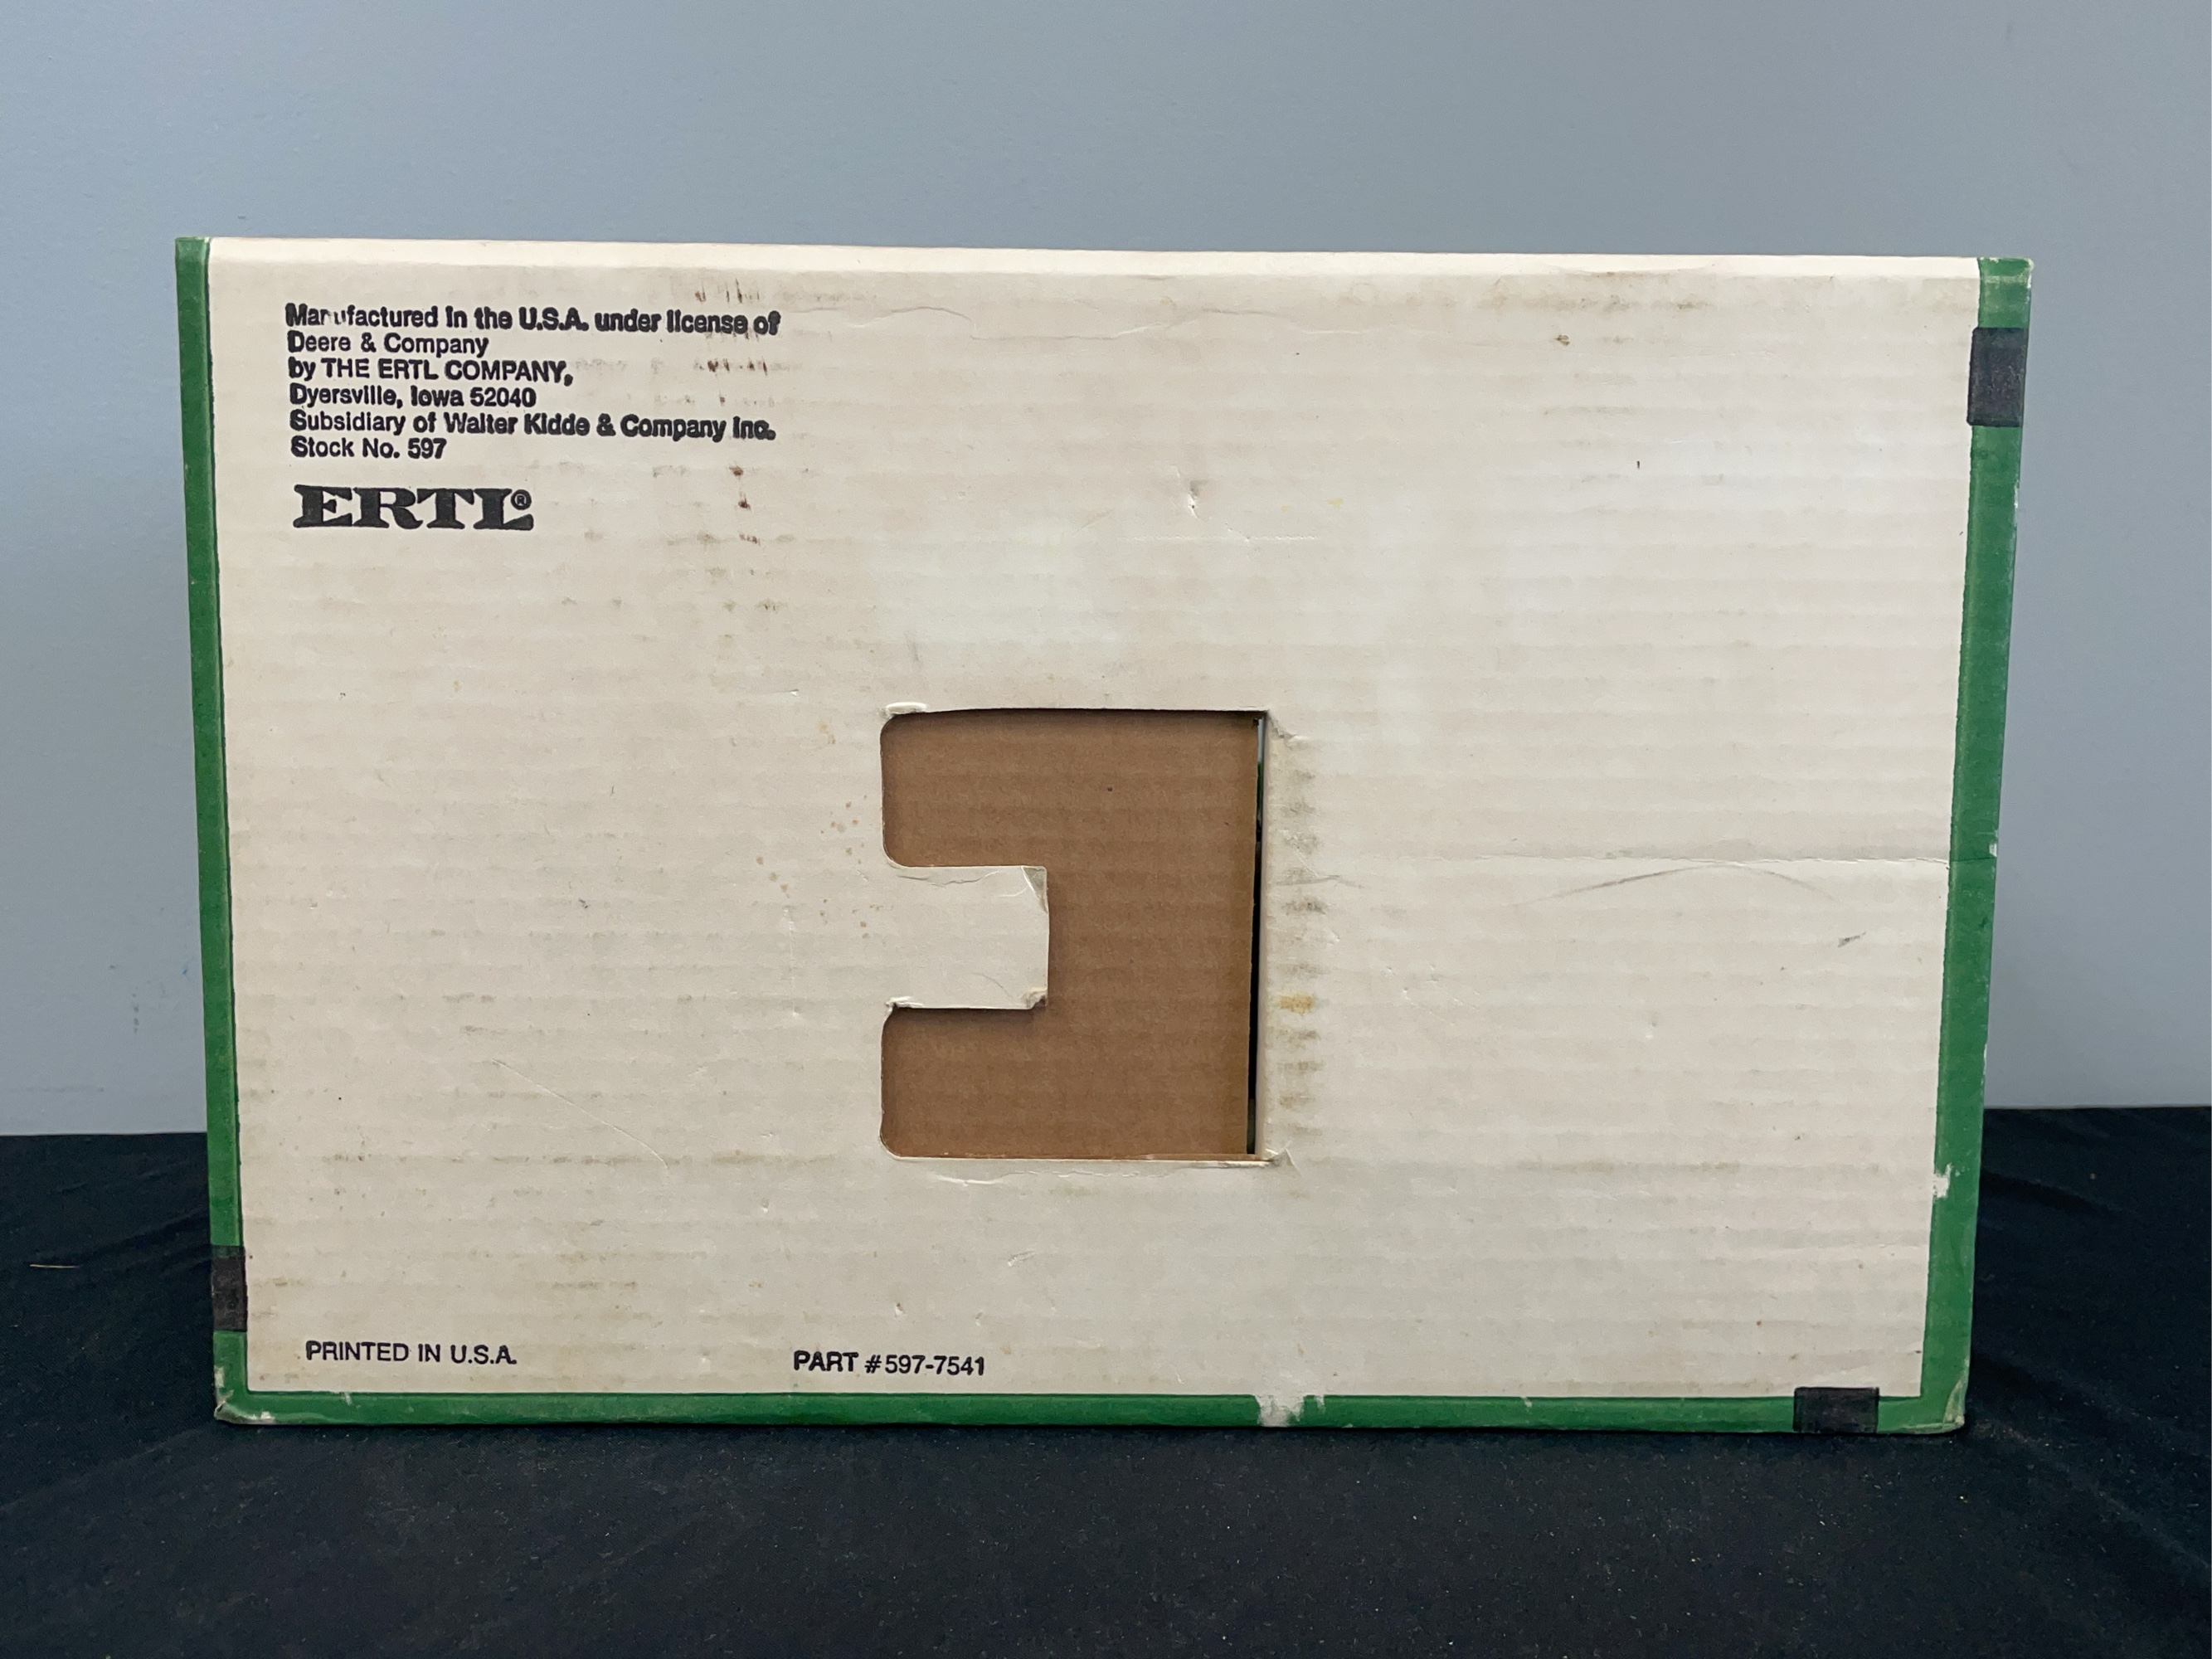 Manufactured in the U.S.A. under license of
Deere & Company
by THE ERTL COMPANY,
Dyersville, Iowa 52040
Subsidiary of Walter Kidde & Company Inc.
Stock No. 597
ERTL®
PRINTED IN U.S.A.
PART #597-7541